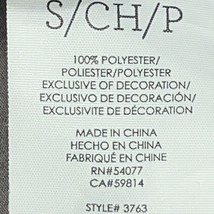 S/CH/P
100% POLYESTER/
POLIESTER/POLYESTER
EXCLUSIVE OF DECORATION/
EXCLUSIVO DE DECORACIÓN/
EXCLUSIVITE DE DÉCORATION
MADE IN CHINA
HECHO EN CHINA
FABRIQUÉ EN CHINE
RN#54077
CA#59814
STYLE# 3763